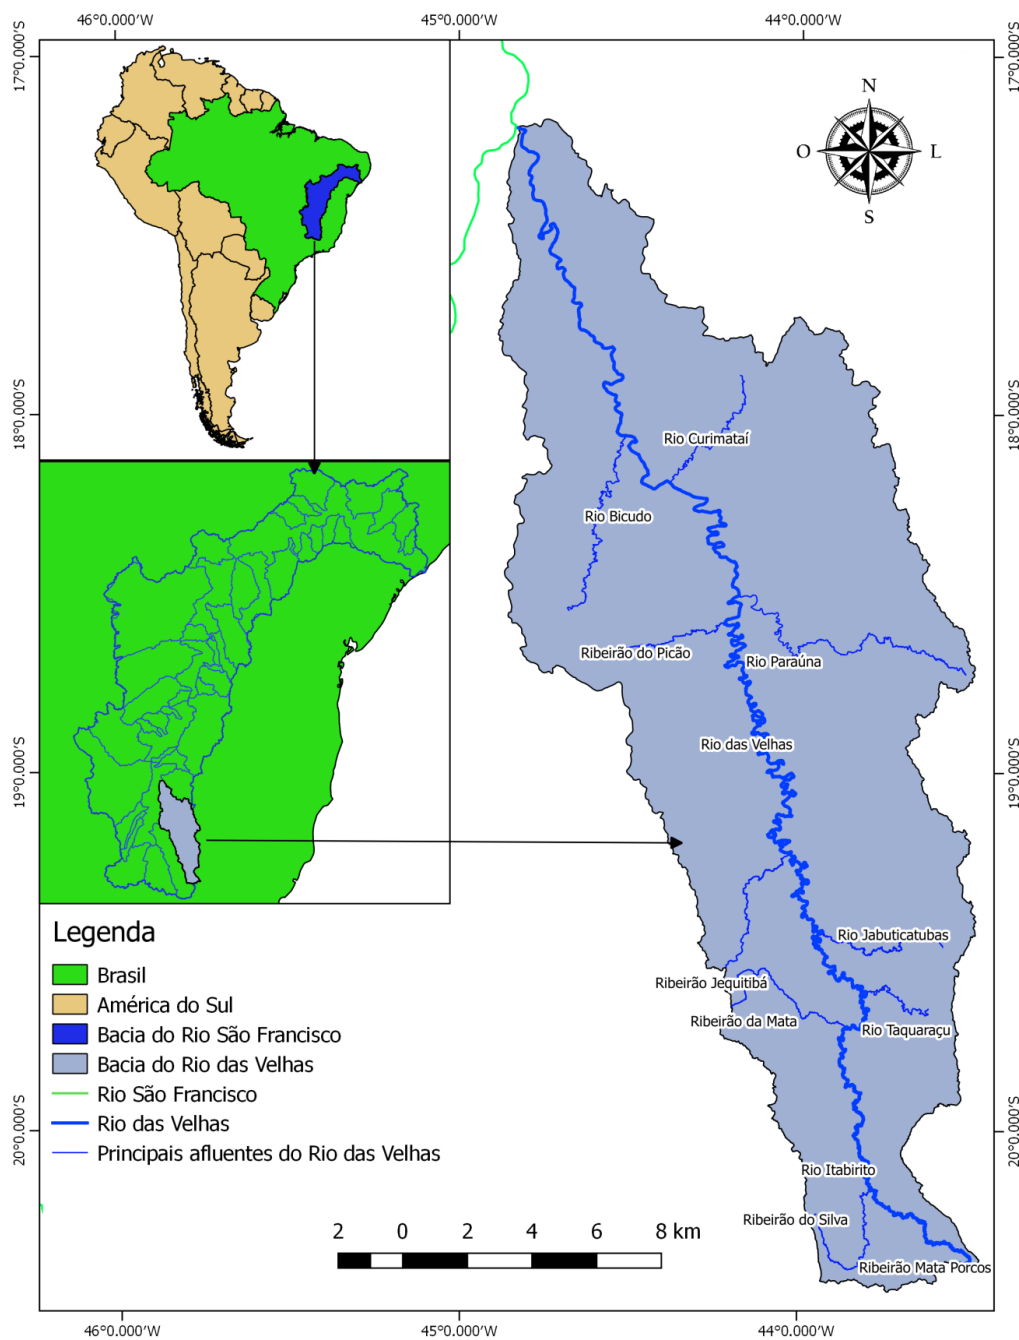 46°0.000'W 45°0.000'W 44°0.000'W
17°0.000'S
17°0.000'S
N
O
L
S
18°0.000'S
18°0.000'S
Rio Curimataí
Rio Bicudo
Ribeirão do Picão
Rio Paraúna
Rio das Velhas
19°0.000'S
19°0.000'S
Rio Jabuticatubas
Ribeirão Jequitibá
Ribeirão da Mata
Rio Taquaraçu
20°0.000'S
20°0.000'S
Rio Itabirito
Ribeirão do Silva
Ribeirão Mata Porcos
Legenda
Brasil
América do Sul
Bacia do Rio São Francisco
Bacia do Rio das Velhas
Rio São Francisco
Rio das Velhas
Principais afluentes do Rio das Velhas
2 0 2 4 6 8 km
46°0.000'W 45°0.000'W 44°0.000'W